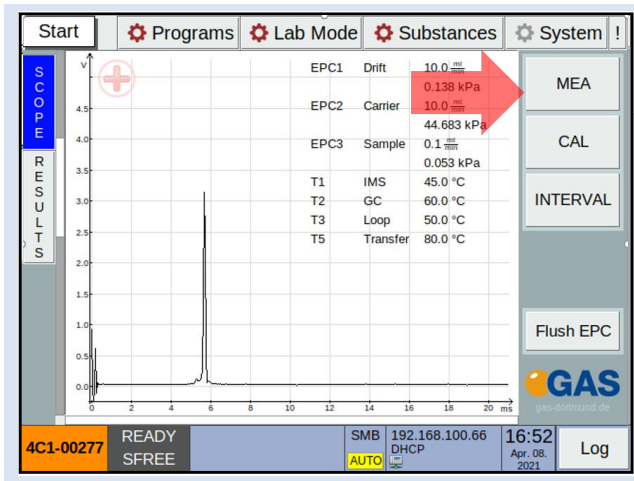 Start
Programs
Lab Mode
Substances
System
!
SCOPE
RESULTS
V
4.5
4.0
3.5
3.0
2.5
2.0
1.5
1.0
0.5
0.0
0 2 4 6 8 10 12 14 16 18 20 ms
EPC1 Drift 10.0 ml/min
0.138 kPa
EPC2 Carrier 10.0 ml/min
44.683 kPa
EPC3 Sample 0.1 ml/min
0.053 kPa
T1 IMS 45.0 °C
T2 GC 60.0 °C
T3 Loop 50.0 °C
T5 Transfer 80.0 °C
MEA
CAL
INTERVAL
Flush EPC
GAS
gas-dortmund.de
4C1-00277
READY
SFREE
SMB
AUTO
192.168.100.66
DHCP
16:52
Apr. 08.
2021
Log